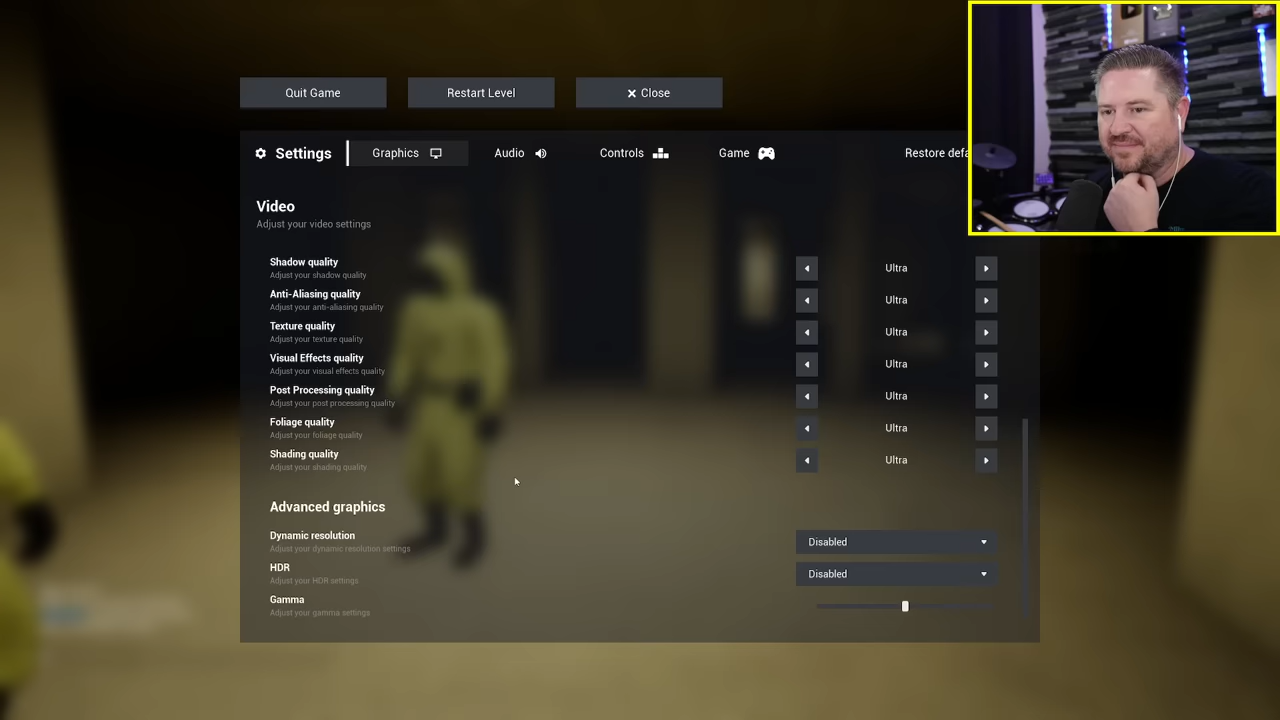 Quit Game
Restart Level
Close
Settings
Graphics
Audio
Controls
Game
Restore defa
Video
Adjust your video settings
Shadow quality
Ultra
Adjust your shadow quality
Anti-Aliasing quality
Ultra
Adjust your anti-aliasing quality
Texture quality
Ultra
Adjust your texture quality
Visual Effects quality
Ultra
Adjust your visual effects quality
Post Processing quality
Ultra
Adjust your post processing quality
Foliage quality
Ultra
Adjust your foliage quality
Shading quality
Ultra
Adjust your shading quality
Advanced graphics
Dynamic resolution
Disabled
Adjust your dynamic resolution settings
HDR
Disabled
Adjust your HDR settings
Gamma
Adjust your gamma settings